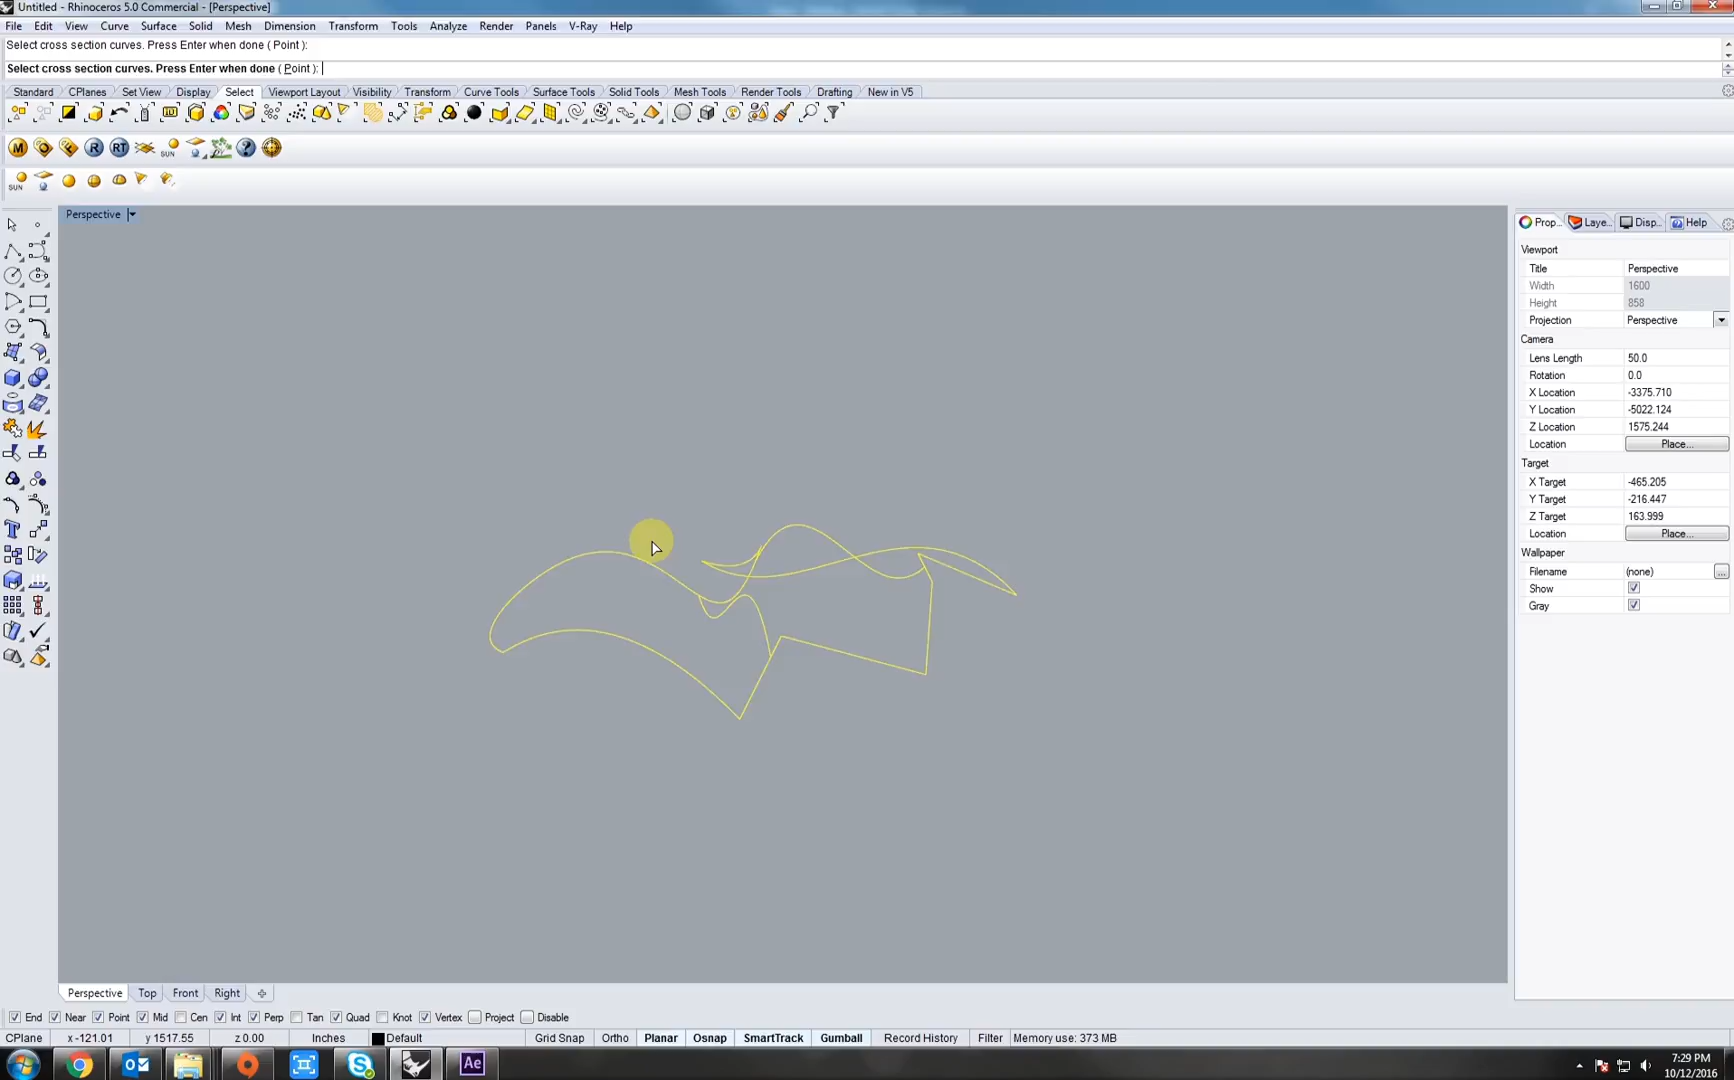 Untitled - Rhinoceros 5.0 Commercial - [Perspective]
File Edit View Curve Surface Solid Mesh Dimension Transform Tools Analyze Render Panels V-Ray Help
Select cross section curves. Press Enter when done ( Point ):
Select cross section curves. Press Enter when done ( Point ):
Standard CPlanes Set View Display Select Viewport Layout Visibility Transform Curve Tools Surface Tools Solid Tools Mesh Tools Render Tools Drafting New in V5
ID
M R RT SUN ?
SUN
Perspective
Prop... Laye... Disp... Help
Viewport
Title Perspective
Width 1600
Height 858
Projection Perspective
Camera
Lens Length 50.0
Rotation 0.0
X Location -3375.710
Y Location -5022.124
Z Location 1575.244
Location Place...
Target
X Target -465.205
Y Target -216.447
Z Target 163.999
Location Place...
Wallpaper
Filename (none) ...
Show
Gray
Perspective Top Front Right
End Near Point Mid Cen Int Perp Tan Quad Knot Vertex Project Disable
CPlane x -121.01 y 1517.55 z 0.00 Inches Default Grid Snap Ortho Planar Osnap SmartTrack Gumball Record History Filter Memory use: 373 MB
Ae
7:29 PM
10/12/2016